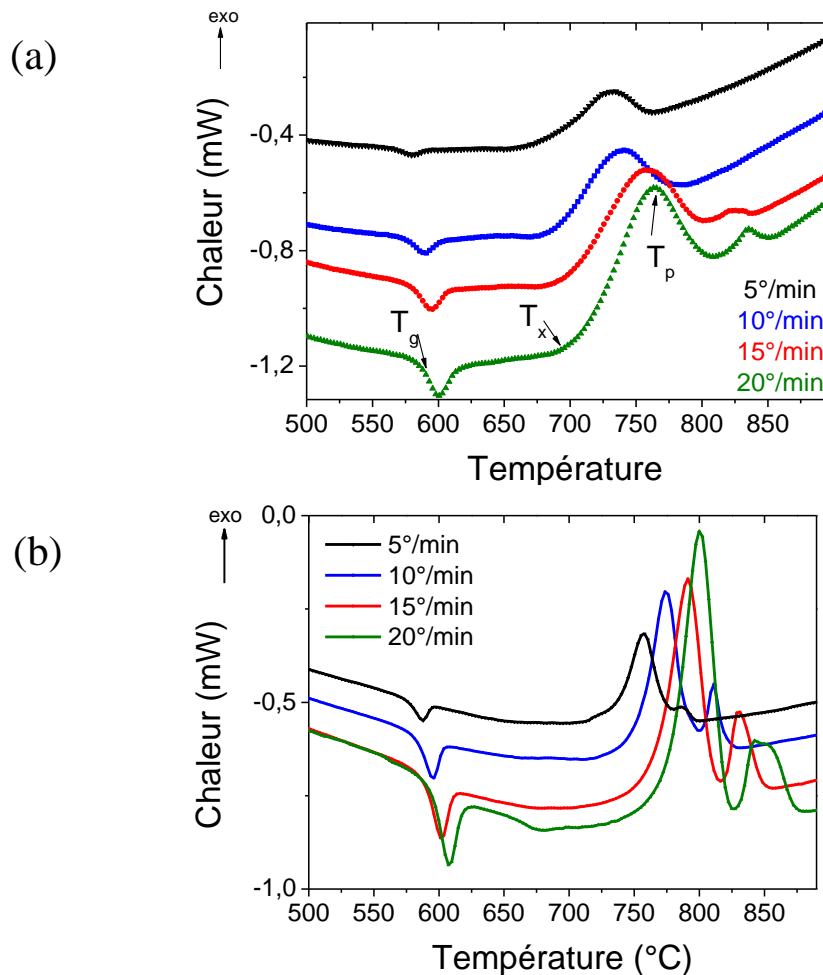 (a)
exo
Chaleur (mW)
-0,4
-0,8
-1,2
T_g
T_x
T_p
5°/min
10°/min
15°/min
20°/min
500 550 600 650 700 750 800 850
Température
(b)
exo
Chaleur (mW)
0,0
-0,5
-1,0
5°/min
10°/min
15°/min
20°/min
500 550 600 650 700 750 800 850
Température (°C)